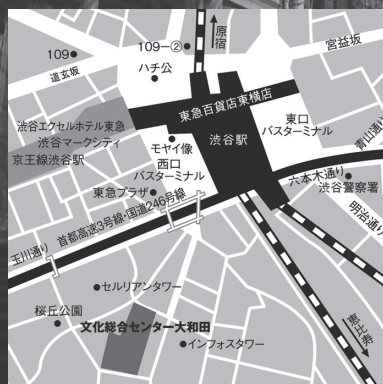 原宿
109
109-②
宮益坂
道玄坂
ハチ公
東急百貨店東横店
渋谷エクセルホテル東急
渋谷マークシティ
京王線渋谷駅
モヤイ像
西口
バスターミナル
渋谷駅
東口
バスターミナル
青山通り
東急プラザ
六本木通り
渋谷警察署
明治通り
玉川通り
首都高速3号線・国道246号線
セルリアンタワー
桜丘公園
文化総合センター大和田
インフォスタワー
恵比寿